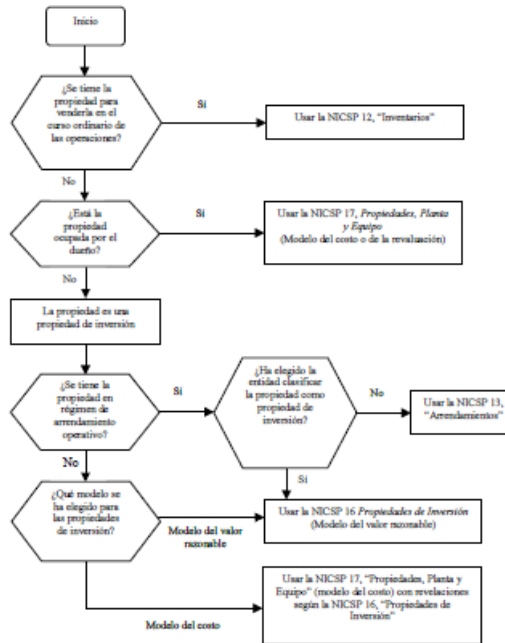 Inicio
¿Se tiene la
propiedad para
venderla en el
curso ordinario de
las operaciones?
Sí
Usar la NICSP 12, “Inventarios”
No
¿Está la
propiedad
ocupada por el
dueño?
Sí
Usar la NICSP 17, Propiedades, Planta
y Equipo
(Modelo del costo o de la revaluación)
No
La propiedad es una
propiedad de inversión
¿Se tiene la
propiedad en
régimen de
arrendamiento
operativo?
Sí
¿Ha elegido la
entidad clasificar
la propiedad como
propiedad de
inversión?
No
Usar la NICSP 13,
“Arrendamientos”
No
Sí
¿Qué modelo se
ha elegido para
las propiedades
de inversión?
Modelo del valor
razonable
Usar la NICSP 16 Propiedades de Inversión
(Modelo del valor razonable)
Modelo del costo
Usar la NICSP 17, “Propiedades, Planta y
Equipo” (modelo del costo) con revelaciones
según la NICSP 16, “Propiedades de
Inversión”